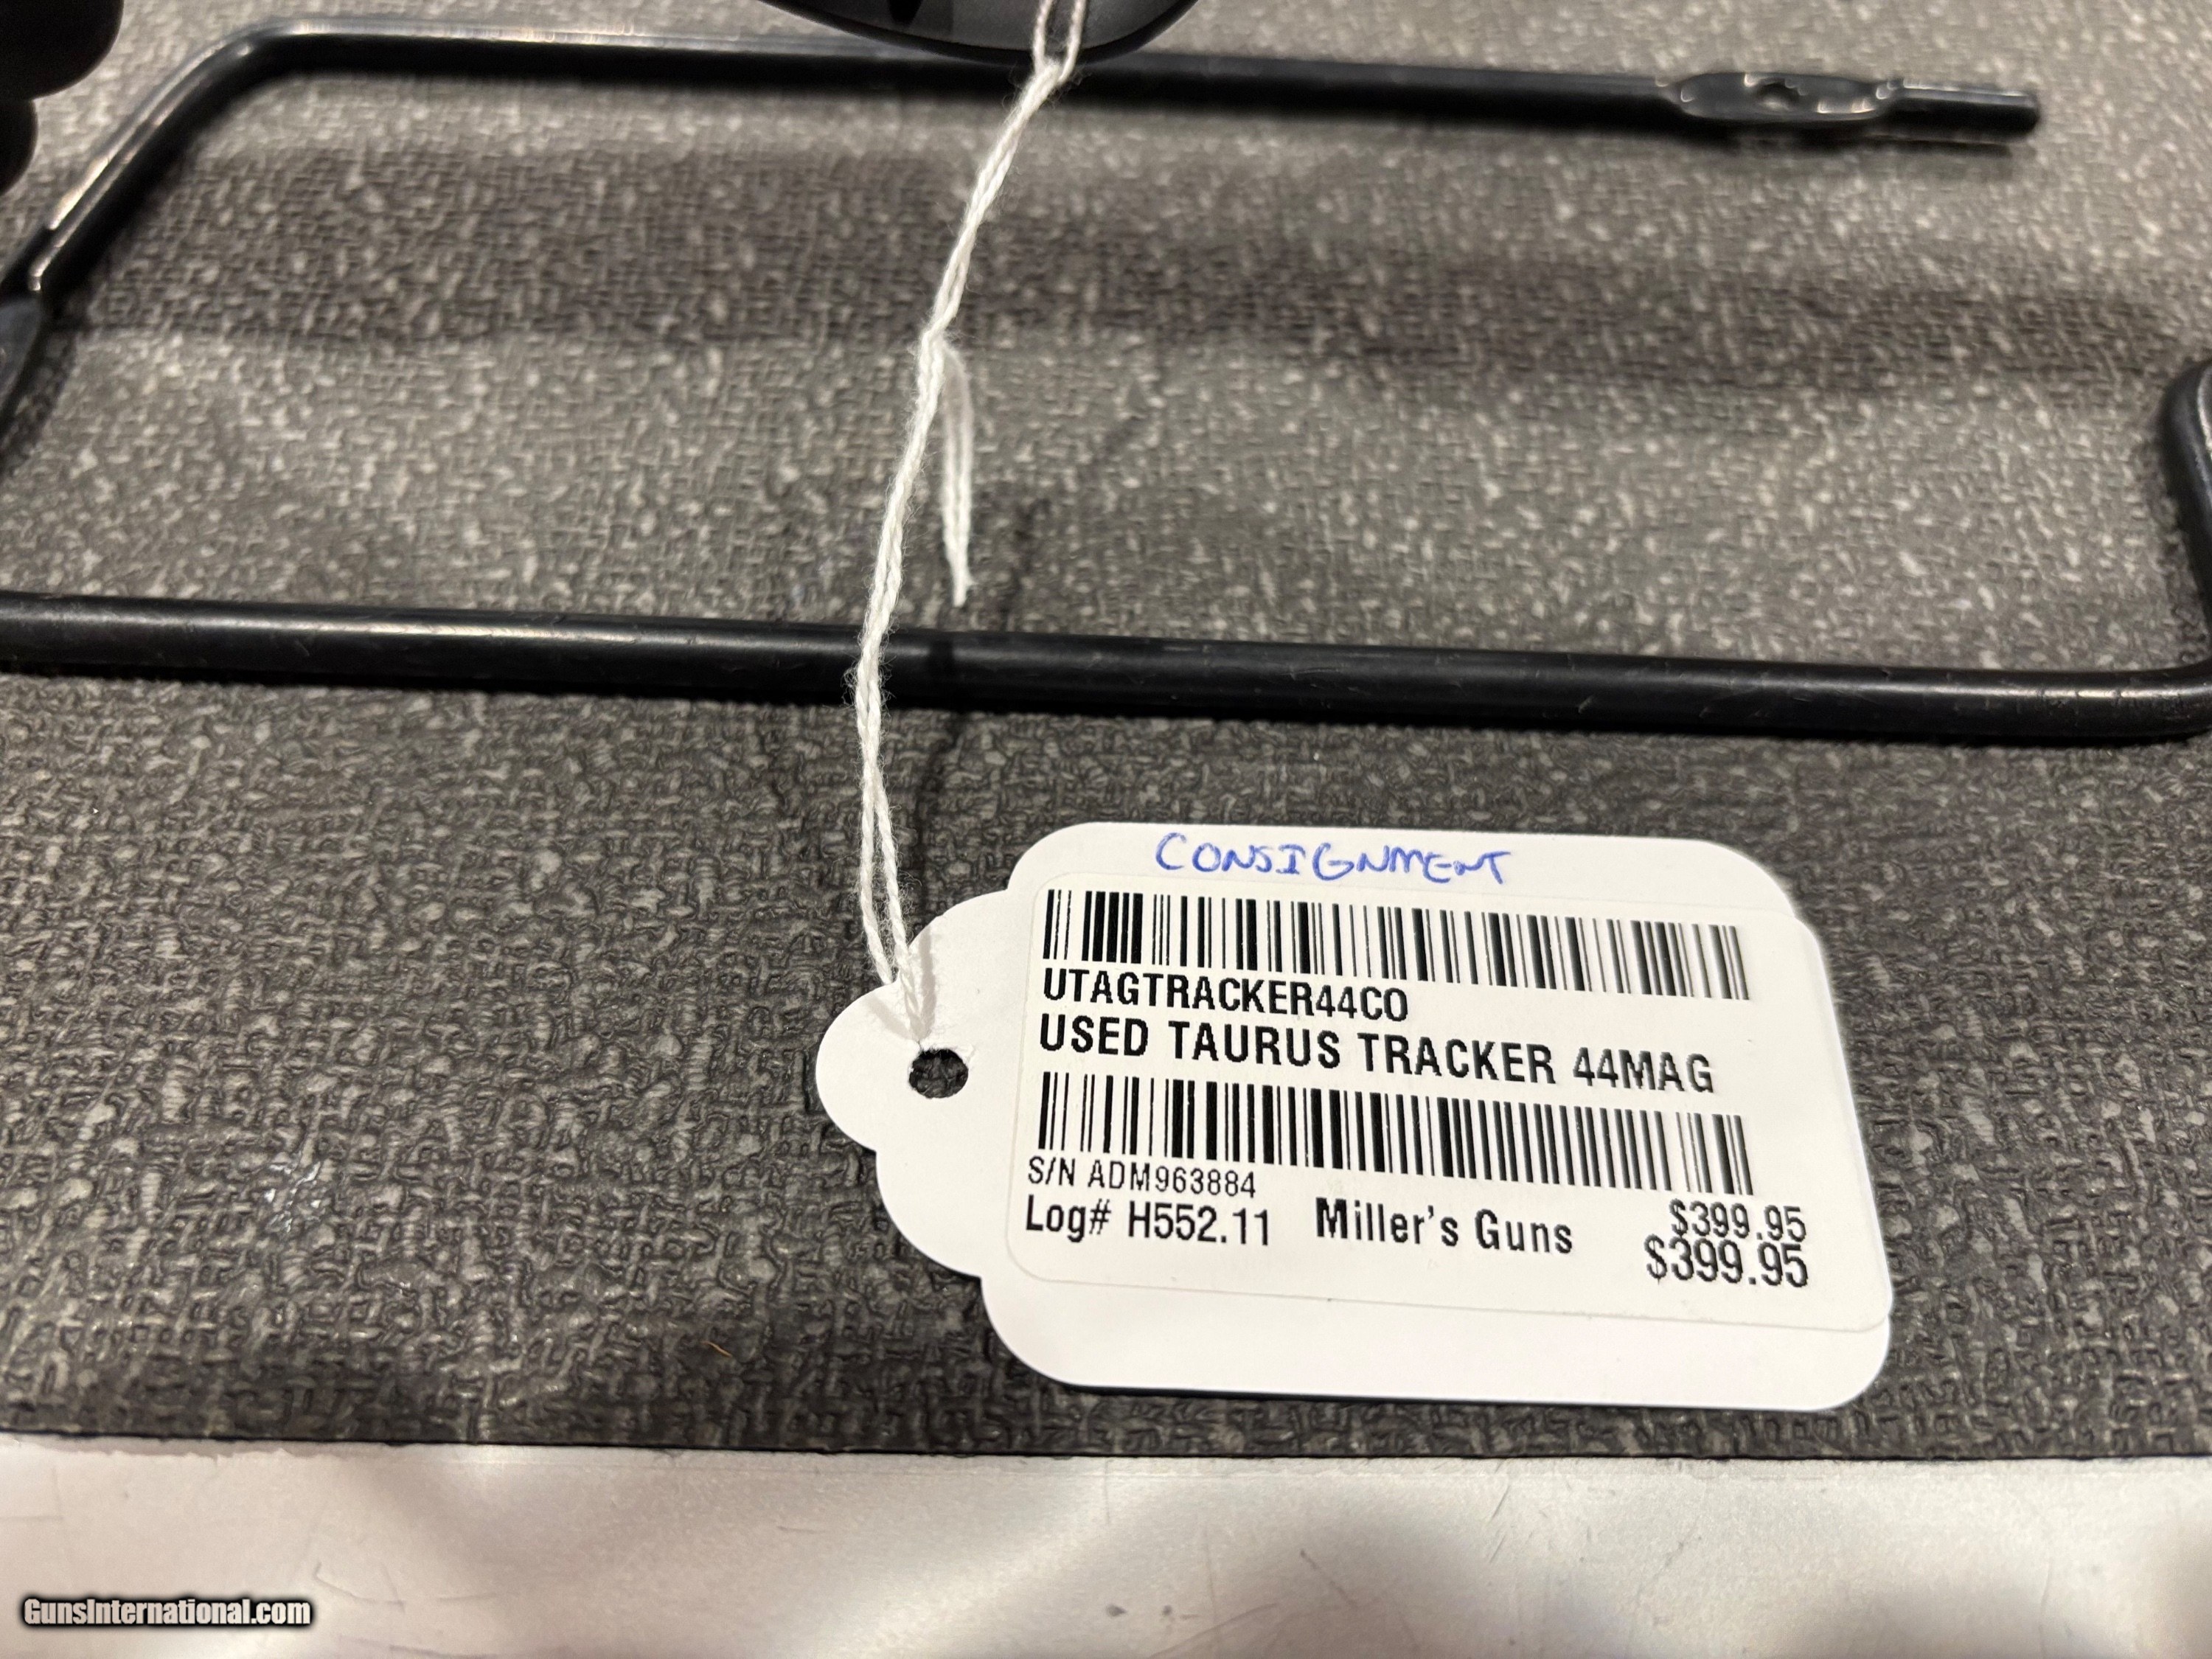 CONSIGNMENT
UTAGTRACKER44CO
USED TAURUS TRACKER 44MAG
S/N ADM963884
Log# H552.11 Miller's Guns $399.95
$399.95
GunsInternational.com